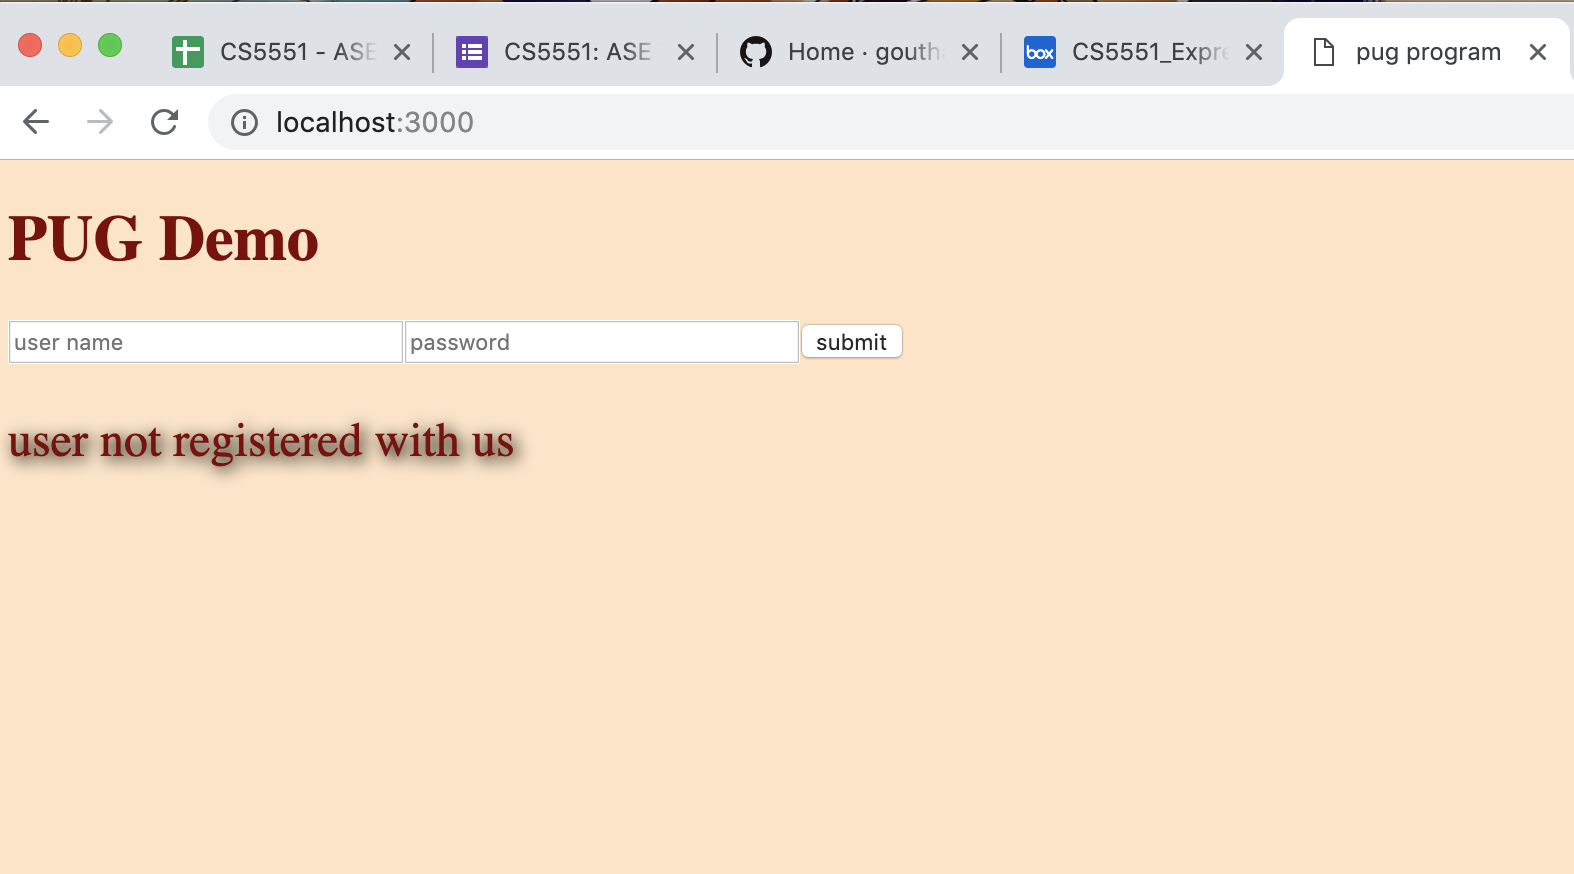 CS5551 - ASE
CS5551: ASE
Home · gouth
box
CS5551_Expre
pug program
localhost:3000
PUG Demo
user name
password
submit
user not registered with us